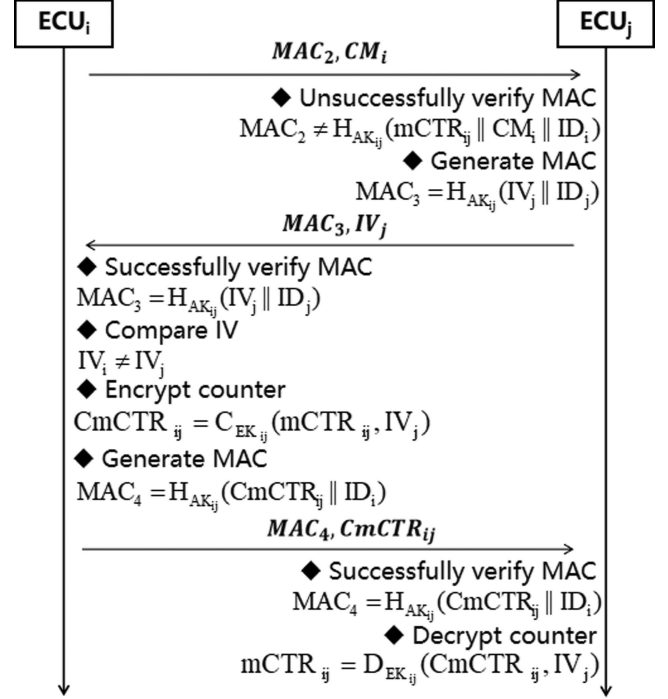 ECUi ECUj
MAC2, CMi
◆ Unsuccessfully verify MAC
MAC2 ≠ HAKij(mCTRij || CMi || IDi)
◆ Generate MAC
MAC3 = HAKij(IVj || IDj)
MAC3, IVj
◆ Successfully verify MAC
MAC3 = HAKij(IVj || IDj)
◆ Compare IV
IVi ≠ IVj
◆ Encrypt counter
CmCTR ij = CEK ij(mCTR ij, IVj)
◆ Generate MAC
MAC4 = HAKij(CmCTRij || IDi)
MAC4, CmCTRij
◆ Successfully verify MAC
MAC4 = HAKij(CmCTRij || IDi)
◆ Decrypt counter
mCTR ij = DEK ij(CmCTR ij, IVj)